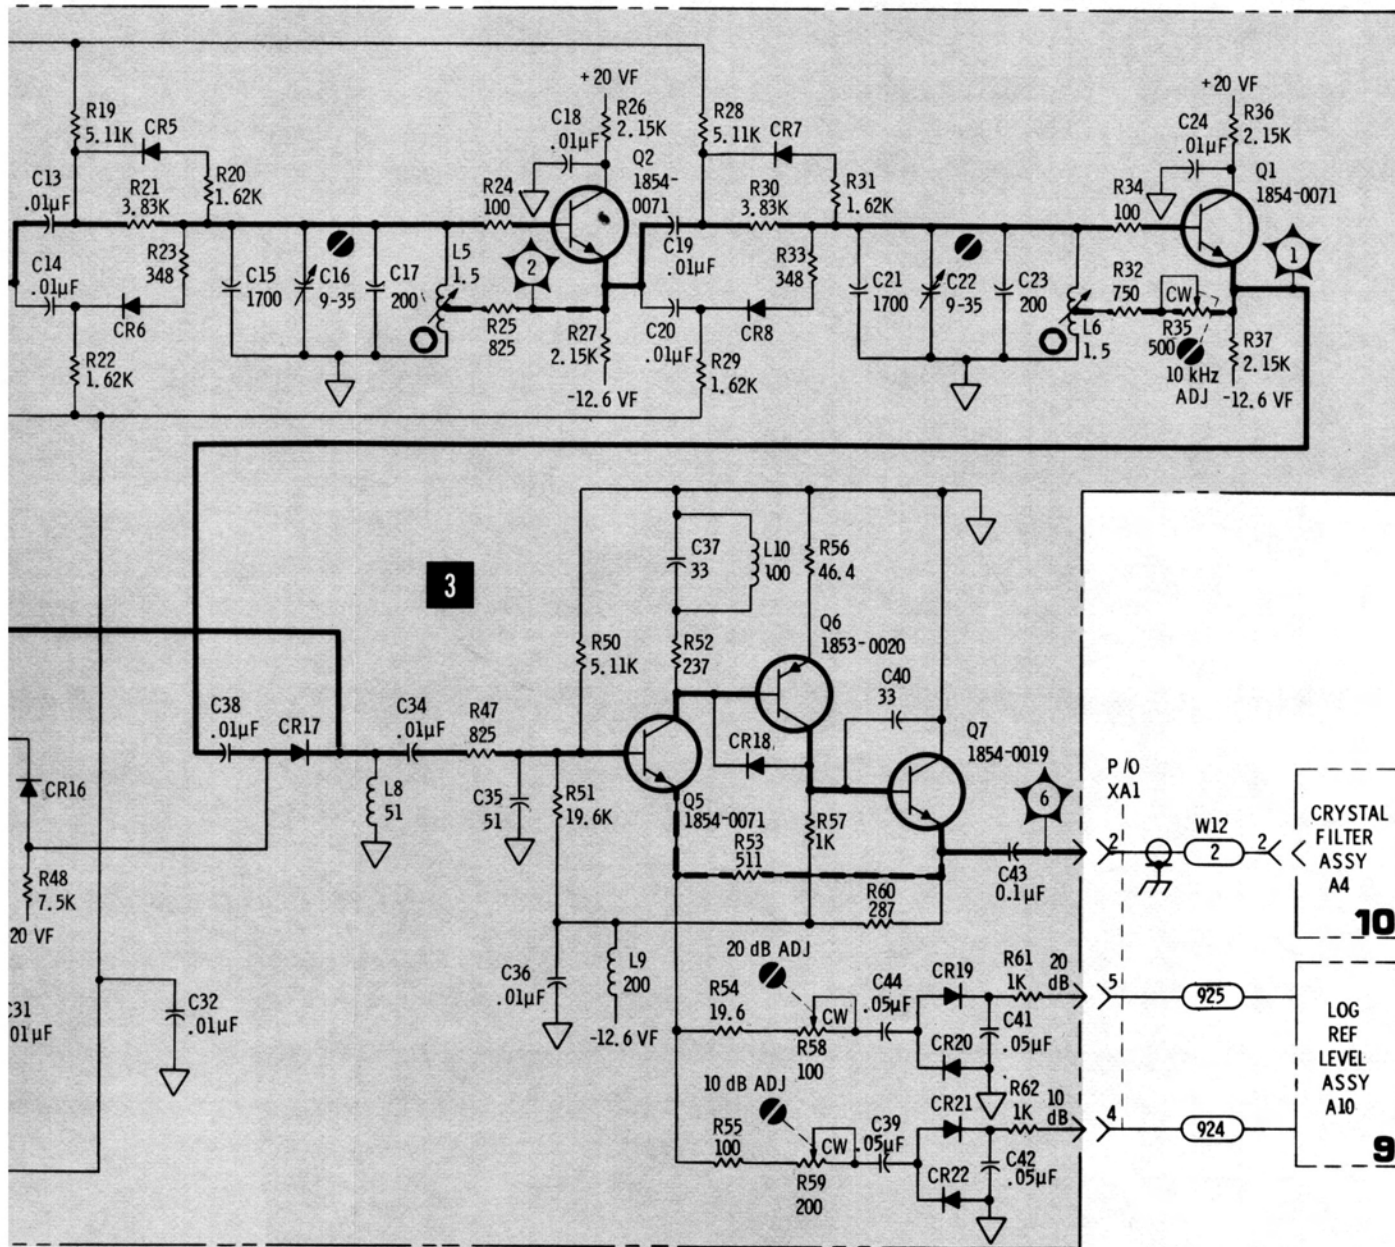 +20 VF
+20 VF
R19
5.11K
CR5
C18
.01µF
R26
2.15K
R28
5.11K
CR7
C24
.01µF
R36
2.15K
C13
.01µF
R21
3.83K
R20
1.62K
R24
100
Q2
1854-
0071
R30
3.83K
R31
1.62K
R34
100
Q1
1854-0071
C14
.01µF
R23
348
C15
1700
C16
9-35
C17
200
L5
1.5
2
C19
.01µF
R33
348
C21
1700
C22
9-35
C23
200
R32
750
CW
1
CR6
R25
825
R27
2.15K
C20
.01µF
CR8
L6
1.5
R35
500
R37
2.15K
R22
1.62K
R29
1.62K
10 kHz
ADJ
-12.6 VF
-12.6 VF
3
C37
33
L10
100
R56
46.4
R50
5.11K
R52
237
Q6
1853-0020
C40
33
C38
.01µF
CR17
C34
.01µF
R47
825
CR18
Q7
1854-0019
CR16
L8
51
C35
51
R51
19.6K
Q5
1854-0071
R57
1K
6
P/O
XA1
R53
511
2
W12
2
2
CRYSTAL
FILTER
ASSY
A4
10
R48
7.5K
20 VF
R60
287
C43
0.1µF
C36
.01µF
L9
200
-12.6 VF
20 dB ADJ
R54
19.6
CW
R58
100
C44
.05µF
CR19
R61
1K
20
dB
5
925
C31
01µF
C32
.01µF
CR20
C41
.05µF
LOG
REF
LEVEL
ASSY
A10
9
10 dB ADJ
R55
100
CW
R59
200
C39
.05µF
CR21
R62
1K
10
dB
4
924
CR22
C42
.05µF